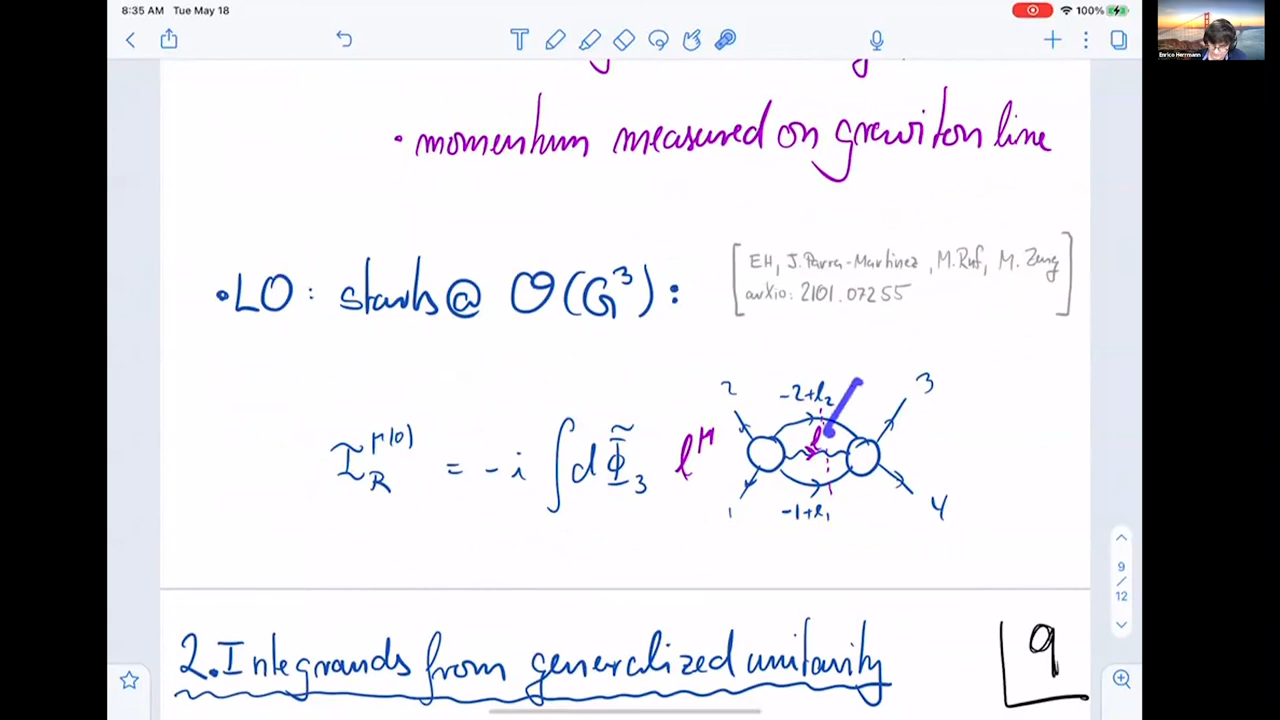 8:35 AM Tue May 18
100%
Enrico Herrmann
• momentum measured on graviton line
[EH, J. Parra-Martinez, M. Ruf, M. Zeng
arXiv: 2101.07255]
• LO: starts @ O(G³):
2 -2+ℓ₂ 3
I_R^{μ(0)} = -i ∫ dΦ̃₃ ℓ^μ ℓ
1 -1+ℓ₁ 4
9
/
12
2. Integrands from generalized unitarity
9